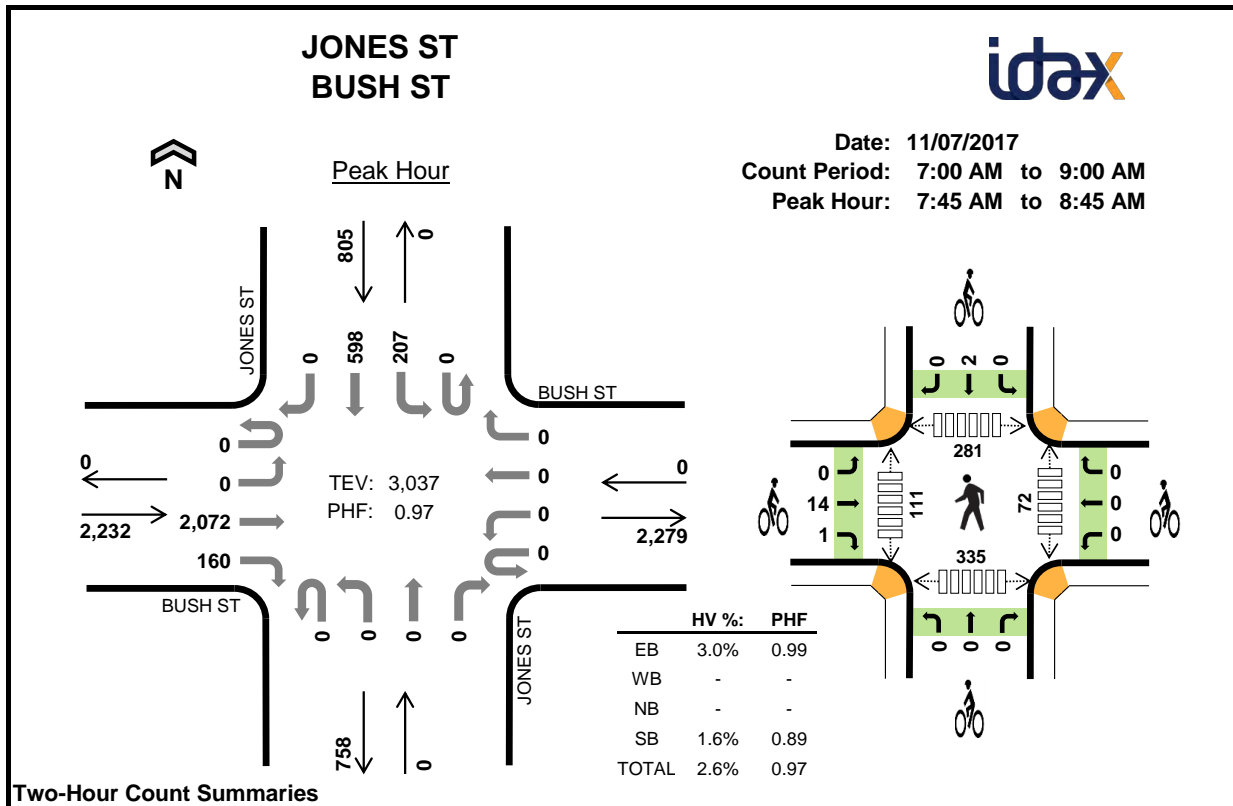 JONES ST
BUSH ST
idax
Date: 11/07/2017
Count Period: 7:00 AM to 9:00 AM
Peak Hour: 7:45 AM to 8:45 AM
N
Peak Hour
805
0
JONES ST
0
598
207
0
BUSH ST
0
0
2,072
160
0
2,232
TEV: 3,037
PHF: 0.97
0
0
0
0
0
2,279
BUSH ST
0
0
0
0
JONES ST
758
0
HV %: PHF
EB 3.0% 0.99
WB - -
NB - -
SB 1.6% 0.89
TOTAL 2.6% 0.97
0 2 0
281
0
14
1
111
72
0
0
0
335
0 0 0
Two-Hour Count Summaries